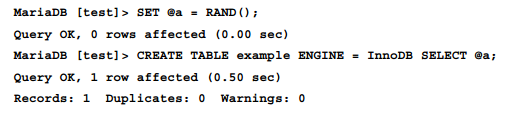 MariaDB [test]> SET @a = RAND();
Query OK, 0 rows affected (0.00 sec)
MariaDB [test]> CREATE TABLE example ENGINE = InnoDB SELECT @a;
Query OK, 1 row affected (0.50 sec)
Records: 1  Duplicates: 0  Warnings: 0